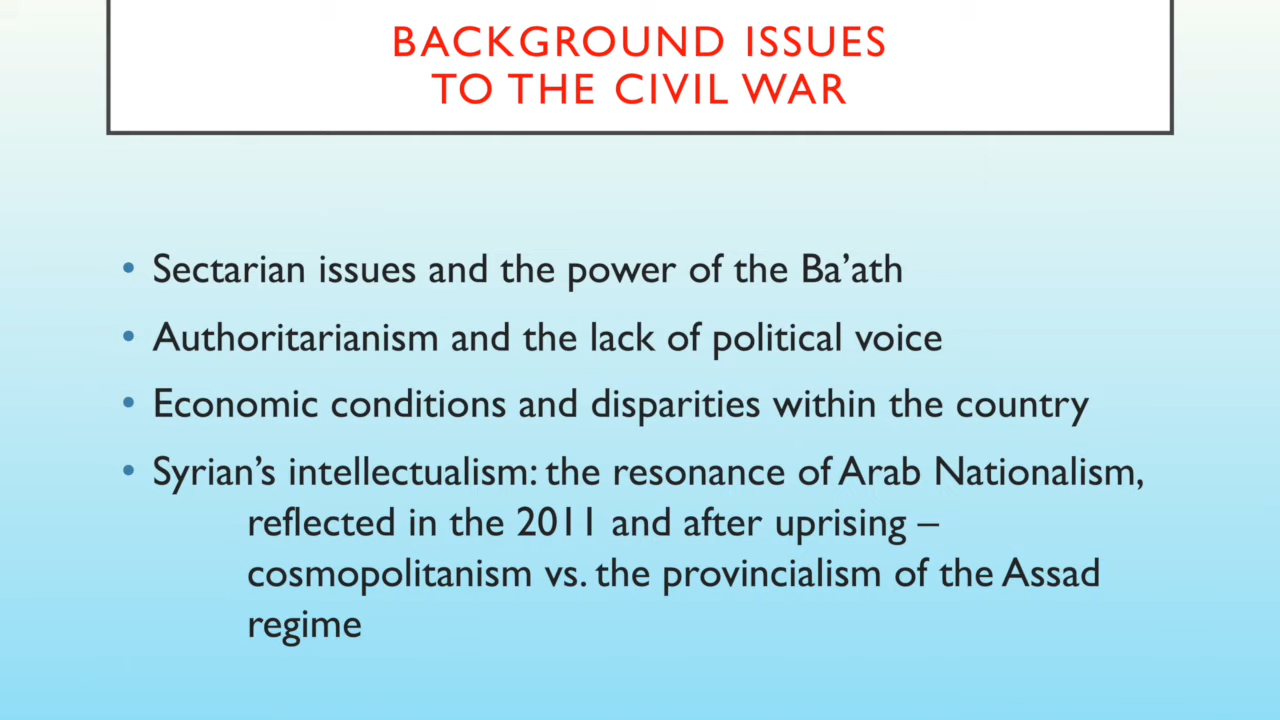 BACKGROUND ISSUES
TO THE CIVIL WAR
• Sectarian issues and the power of the Ba’ath
• Authoritarianism and the lack of political voice
• Economic conditions and disparities within the country
• Syrian’s intellectualism: the resonance of Arab Nationalism,
reflected in the 2011 and after uprising –
cosmopolitanism vs. the provincialism of the Assad
regime